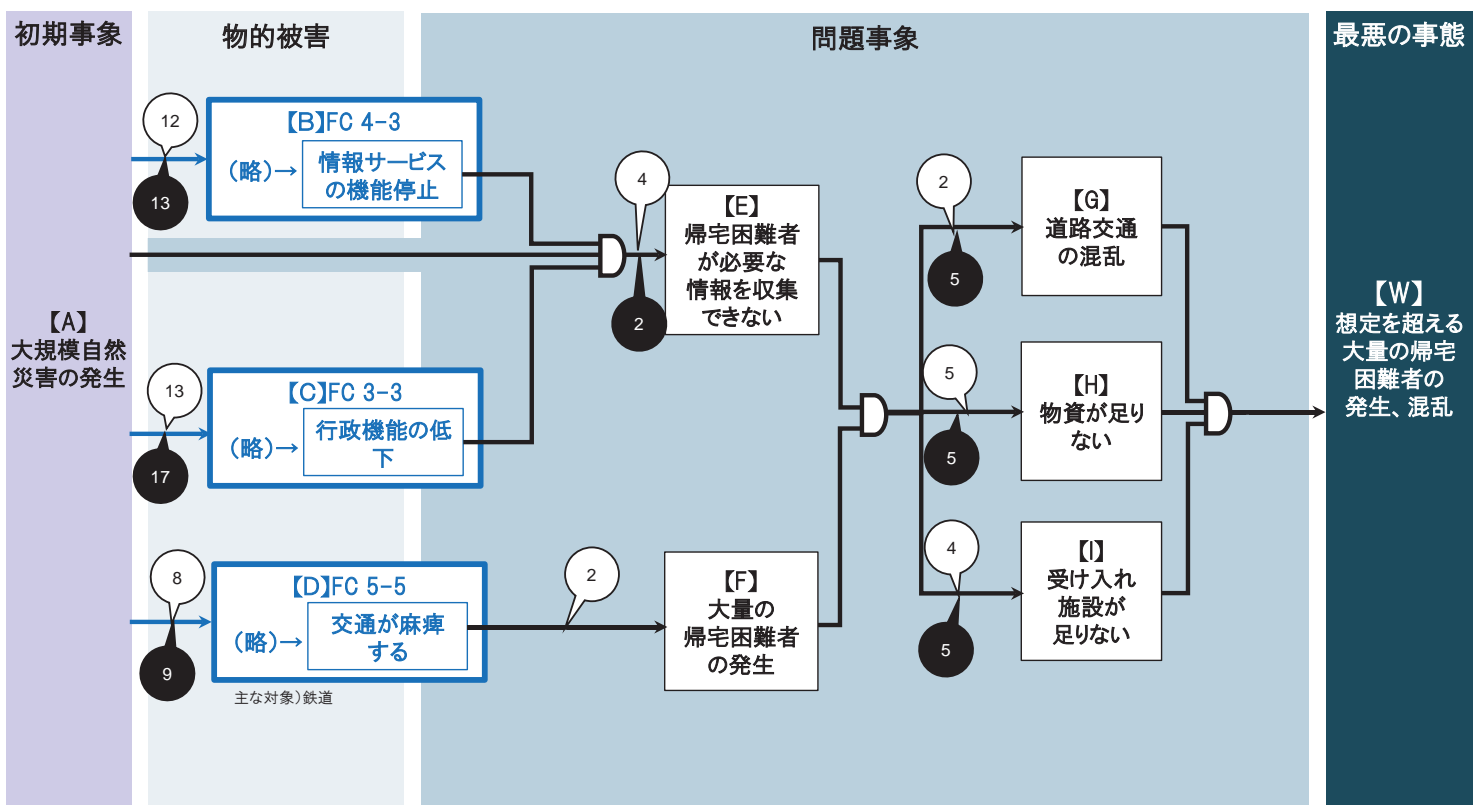 初期事象
物的被害
問題事象
最悪の事態
【A】
大規模自然
災害の発生
12
13
【B】FC 4-3
(略)→
情報サービス
の機能停止
13
17
【C】FC 3-3
(略)→
行政機能の低
下
8
9
【D】FC 5-5
(略)→
交通が麻痺
する
主な対象)鉄道
4
2
【E】
帰宅困難者
が必要な
情報を収集
できない
2
【F】
大量の
帰宅困難者
の発生
2
5
【G】
道路交通
の混乱
5
5
【H】
物資が足り
ない
4
5
【I】
受け入れ
施設が
足りない
【W】
想定を超える
大量の帰宅
困難者の
発生、混乱